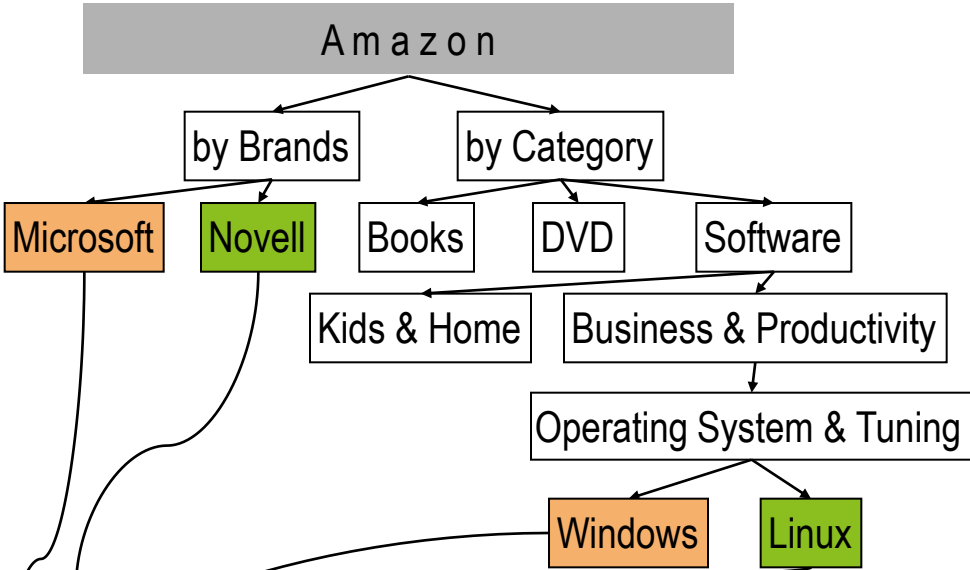 Amazon
by Brands
by Category
Microsoft
Novell
Books
DVD
Software
Kids & Home
Business & Productivity
Operating System & Tuning
Windows
Linux